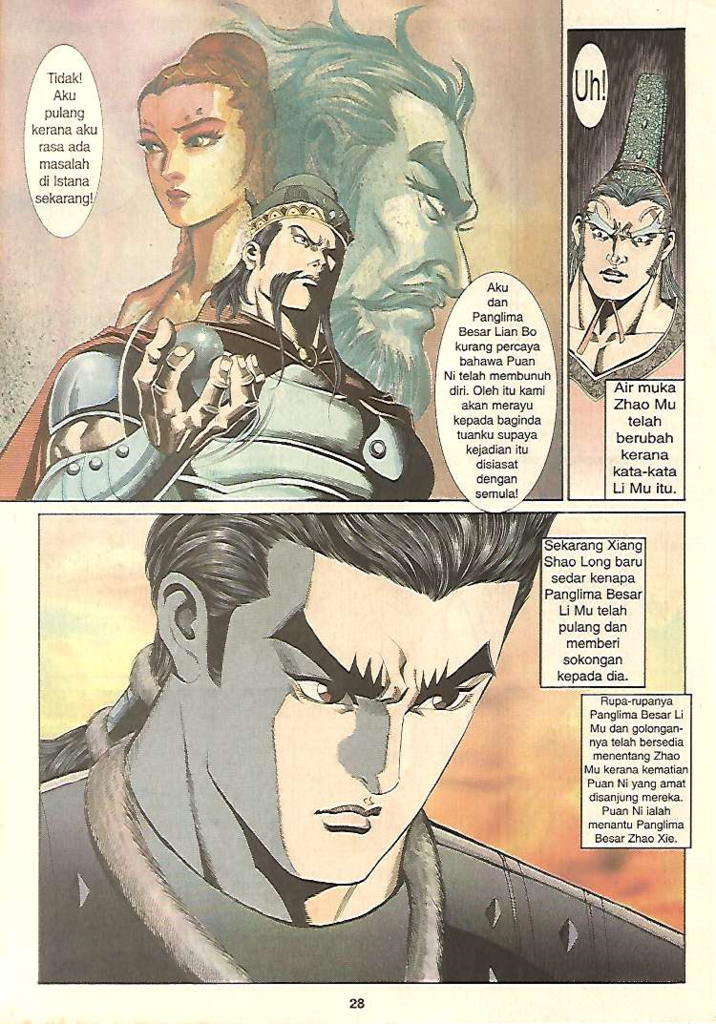 Tidak!
Aku
pulang
kerana aku
rasa ada
masalah
di Istana
sekarang!
Aku
dan
Panglima
Besar Lian Bo
kurang percaya
bahawa Puan
Ni telah membunuh
diri. Oleh itu kami
akan merayu
kepada baginda
tuanku supaya
kejadian itu
disiasat
dengan
semula!
Uh!
Air muka
Zhao Mu
telah
berubah
kerana
kata-kata
Li Mu itu.
Sekarang Xiang
Shao Long baru
sedar kenapa
Panglima Besar
Li Mu telah
pulang dan
memberi
sokongan
kepada dia.
Rupa-rupanya
Panglima Besar Li
Mu dan golongan-
nya telah bersedia
menentang Zhao
Mu kerana kematian
Puan Ni yang amat
disanjung mereka.
Puan Ni ialah
menantu Panglima
Besar Zhao Xie.
28